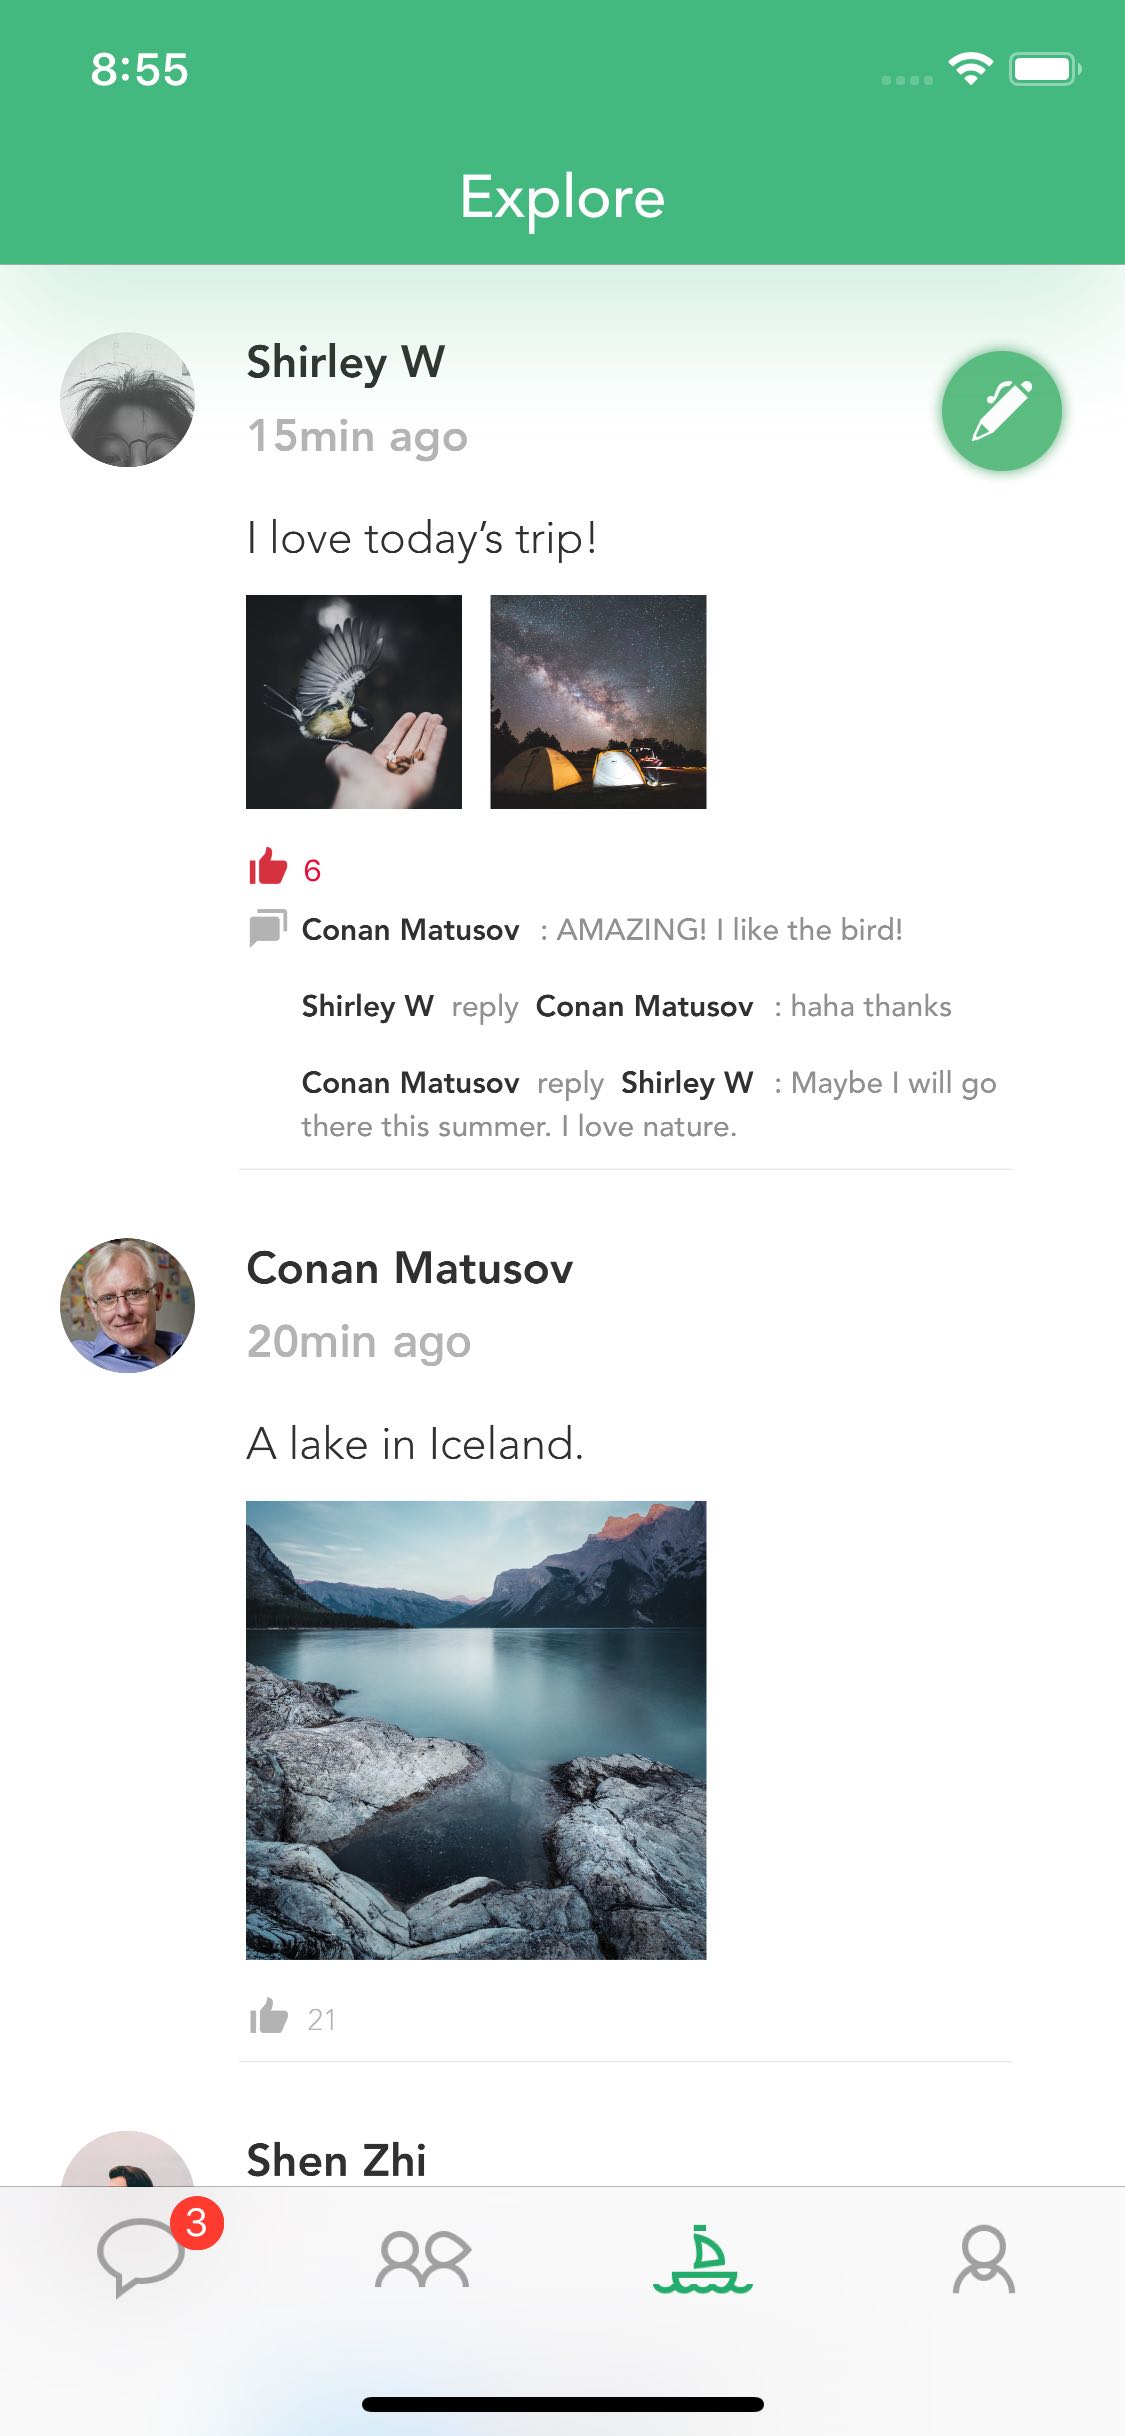 8:55
Explore
Shirley W
15min ago
I love today’s trip!
6
Conan Matusov : AMAZING! I like the bird!
Shirley W reply Conan Matusov : haha thanks
Conan Matusov reply Shirley W : Maybe I will go
there this summer. I love nature.
Conan Matusov
20min ago
A lake in Iceland.
21
Shen Zhi
3